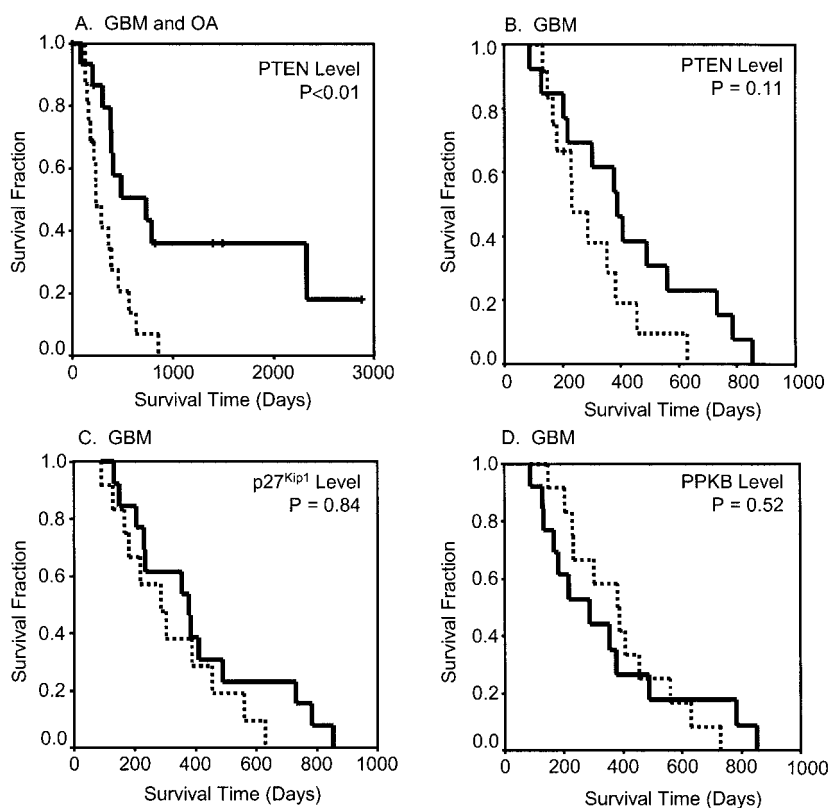 A. GBM and OA
PTEN Level
P<0.01
Survival Fraction
1.0
0.8
0.6
0.4
0.2
0.0
0
1000
2000
3000
Survival Time (Days)
B. GBM
PTEN Level
P = 0.11
Survival Fraction
1.0
0.8
0.6
0.4
0.2
0.0
0
200
400
600
800
1000
Survival Time (Days)
C. GBM
p27Kip1 Level
P = 0.84
Survival Fraction
1.0
0.8
0.6
0.4
0.2
0.0
0
200
400
600
800
1000
Survival Time (Days)
D. GBM
PPKB Level
P = 0.52
Survival Fraction
1.0
0.8
0.6
0.4
0.2
0.0
0
200
400
600
800
1000
Survival Time (Days)